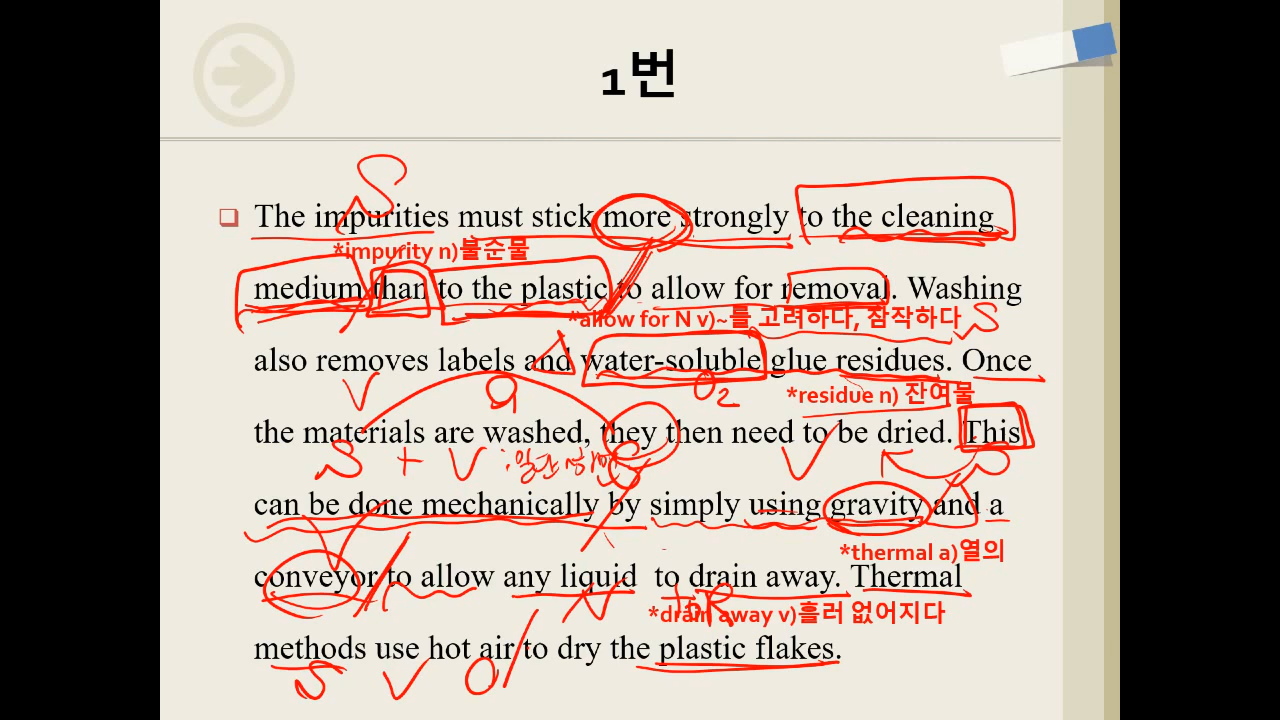 1번
The impurities must stick more strongly to the cleaning
*impurity n)불순물
medium than to the plastic to allow for removal. Washing
*allow for N v)~를 고려하다, 참작하다
also removes labels and water-soluble glue residues. Once
*residue n) 잔여물
the materials are washed, they then need to be dried. This
can be done mechanically by simply using gravity and a
*thermal a)열의
conveyor to allow any liquid to drain away. Thermal
*drain away v)흘러 없어지다
methods use hot air to dry the plastic flakes.
S
S
V
O1
O2
S + V
S
V
S
V
V
to R
S V O